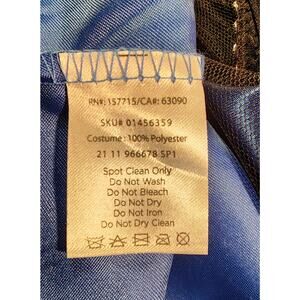 RN#: 157715/CA#: 63090
SKU# 01456359
Costume: 100% Polyester
21 11 966678 SP1
Spot Clean Only
Do Not Wash
Do Not Bleach
Do Not Dry
Do Not Iron
Do Not Dry Clean